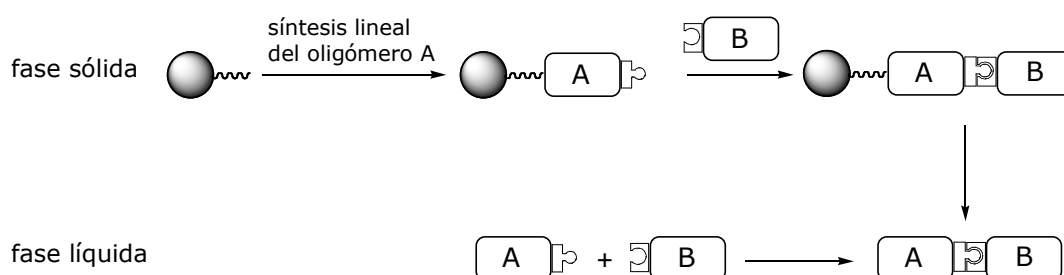 síntesis lineal
del oligómero A
fase sólida
A
B
A B
fase líquida
A + B
A B